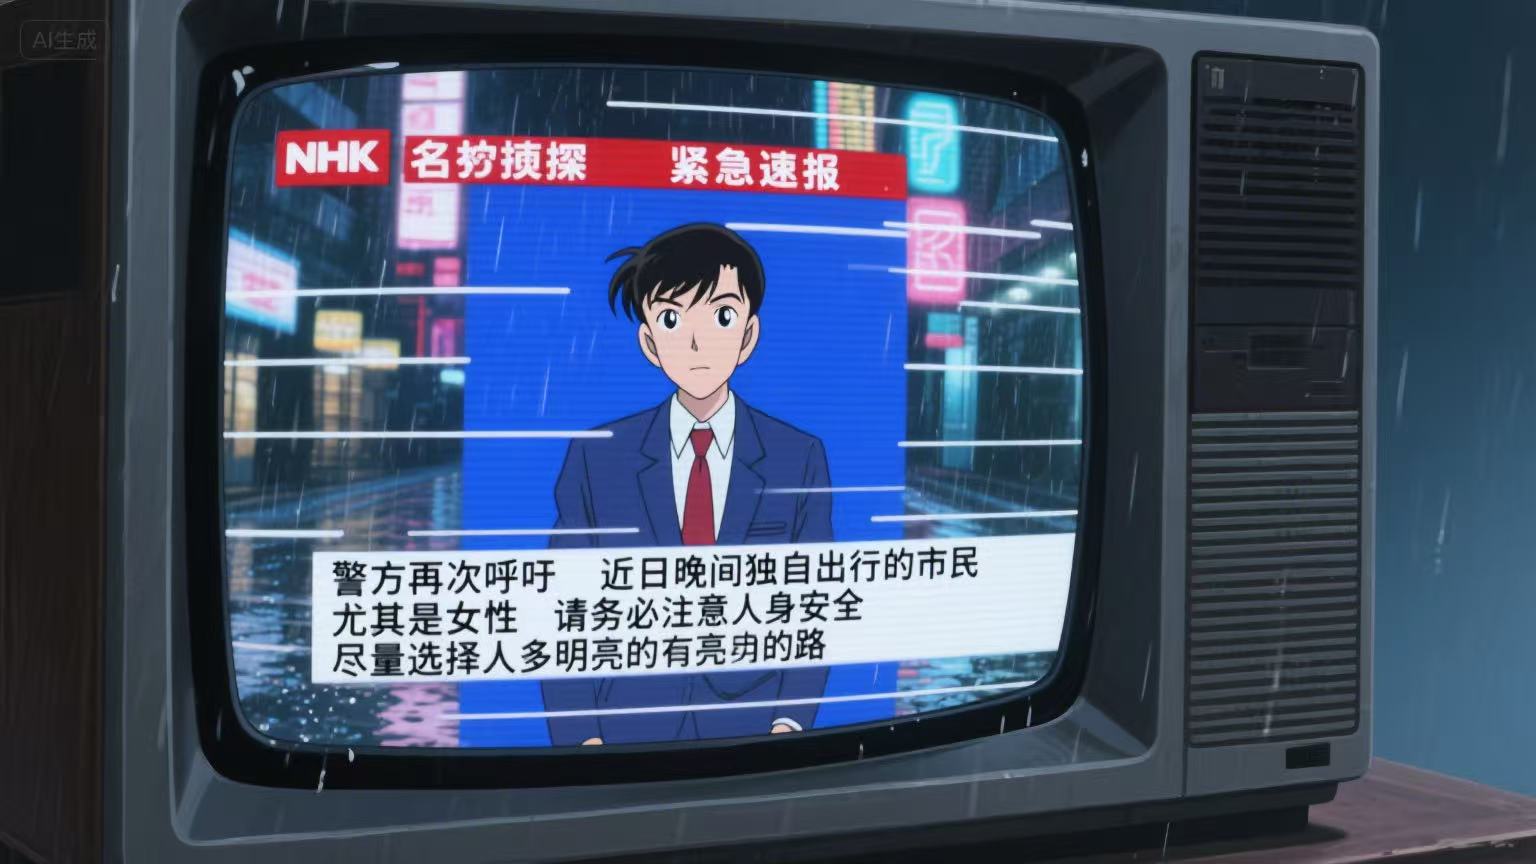 AI生成
NHK 名 探 紧急速报
警方再次呼吁 近日晚间独自出行的市民
尤其是女性 请务必注意人身安全
尽量选择人多明亮的有亮的路